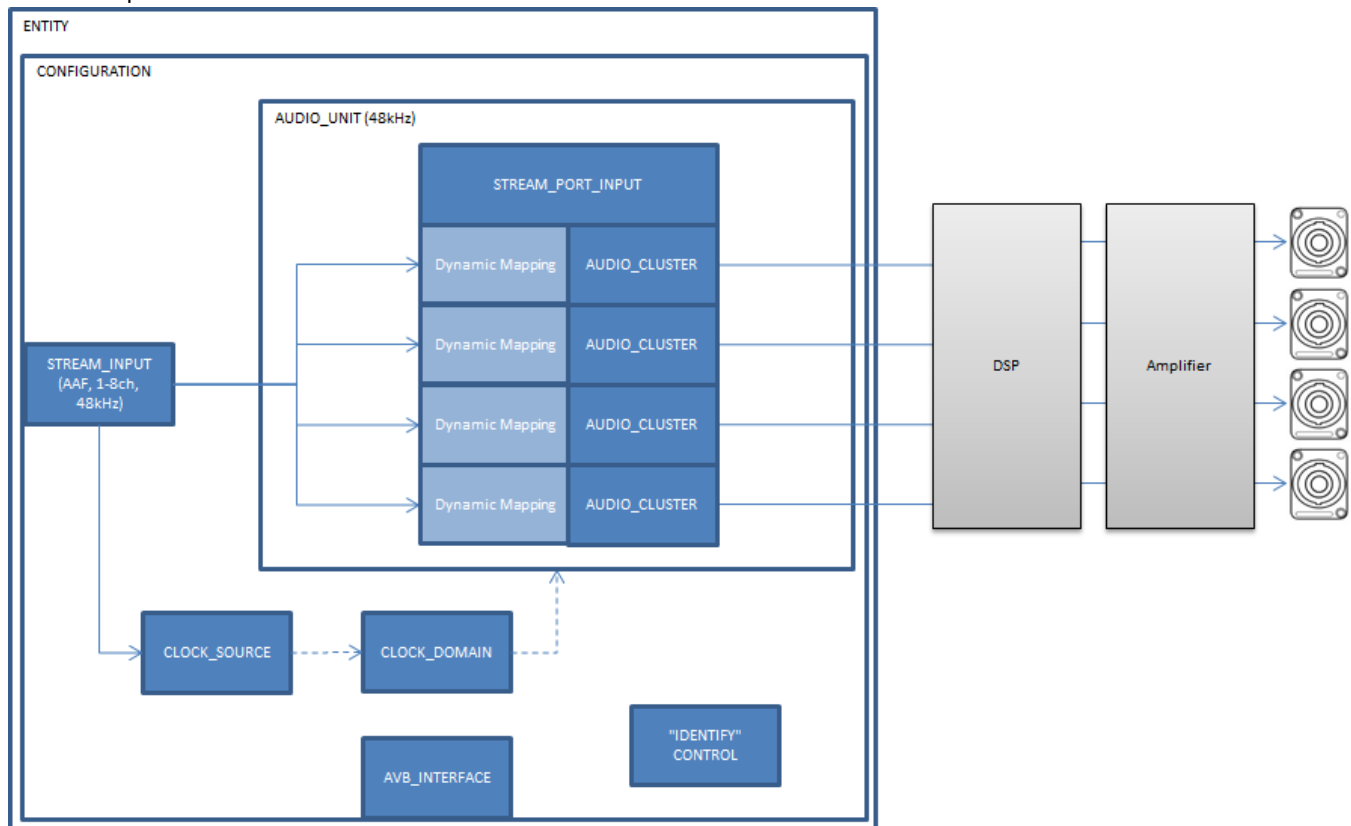 ENTITY
CONFIGURATION
AUDIO_UNIT (48kHz)
STREAM_PORT_INPUT
Dynamic Mapping
AUDIO_CLUSTER
Dynamic Mapping
AUDIO_CLUSTER
Dynamic Mapping
AUDIO_CLUSTER
Dynamic Mapping
AUDIO_CLUSTER
STREAM_INPUT
(AAF, 1-8ch,
48kHz)
DSP
Amplifier
CLOCK_SOURCE
CLOCK_DOMAIN
"IDENTIFY"
CONTROL
AVB_INTERFACE